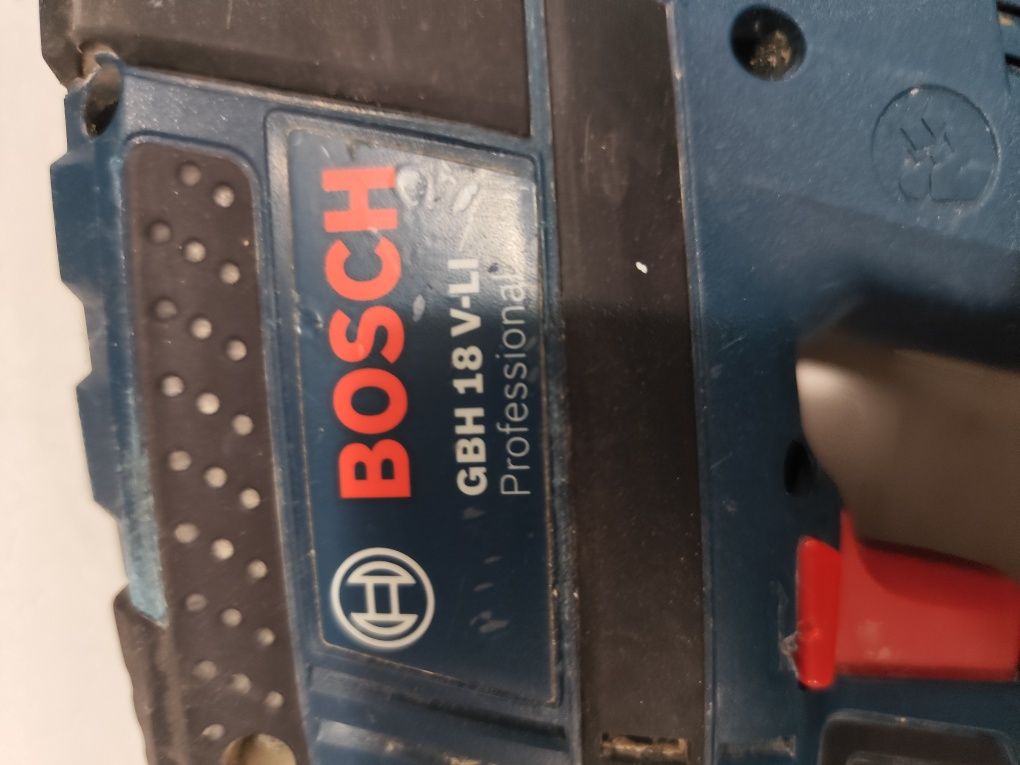 BOSCH
GBH 18 V-LI
Professional